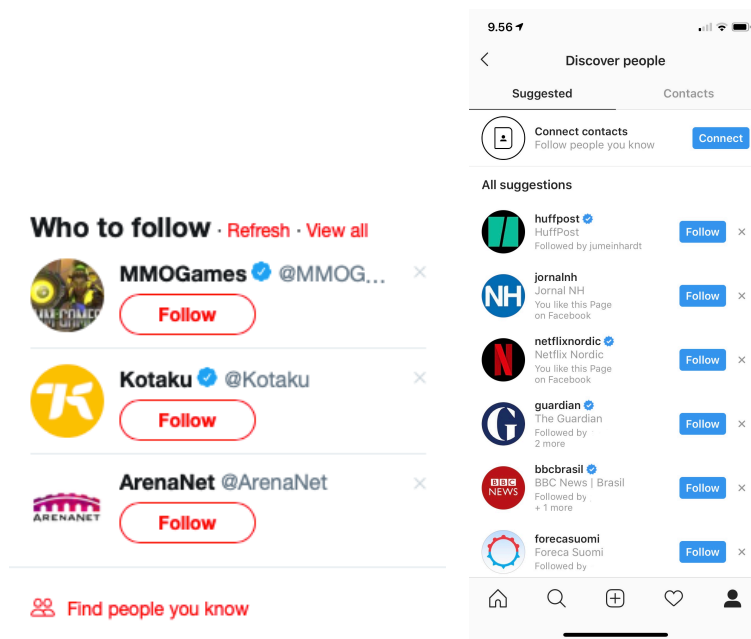 Who to follow · Refresh · View all
MMOGames @MMOG...
Follow
Kotaku @Kotaku
Follow
ARENANET
ArenaNet @ArenaNet
Follow
Find people you know
9.56
Discover people
Suggested Contacts
Connect contacts
Follow people you know
Connect
All suggestions
huffpost
HuffPost
Followed by jumeinhardt
Follow
NH
jornalnh
Jornal NH
You like this Page
on Facebook
Follow
netflixnordic
Netflix Nordic
You like this Page
on Facebook
Follow
guardian
The Guardian
Followed by
2 more
Follow
BBC
NEWS
bbcbrasil
BBC News | Brasil
Followed by
+ 1 more
Follow
forecasuomi
Foreca Suomi
Followed by
Follow